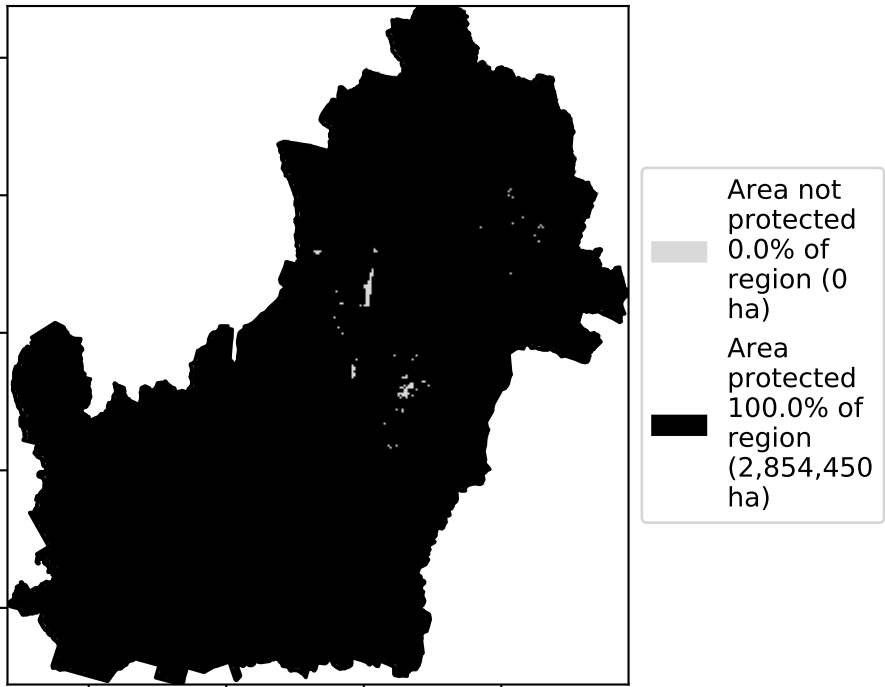 Area not
protected
0.0% of
region (0
ha)
Area
protected
100.0% of
region
(2,854,450
ha)